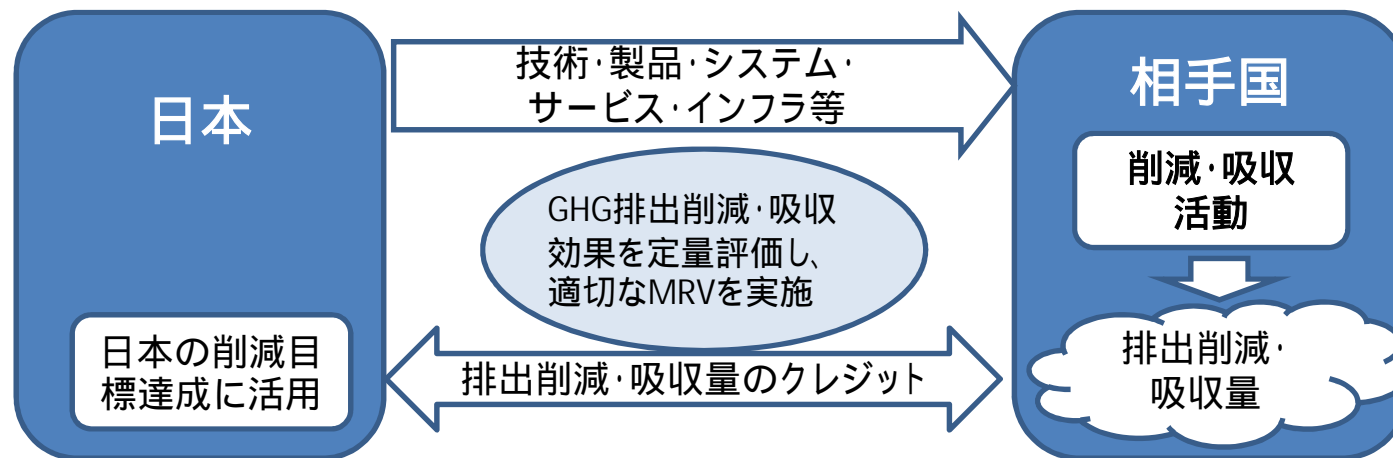 日本
技術･製品･システム･
サービス･インフラ等
相手国
削減･吸収
活動
GHG排出削減･吸収
効果を定量評価し、
適切なMRVを実施
日本の削減目
標達成に活用
排出削減･吸収量のクレジット
排出削減･
吸収量